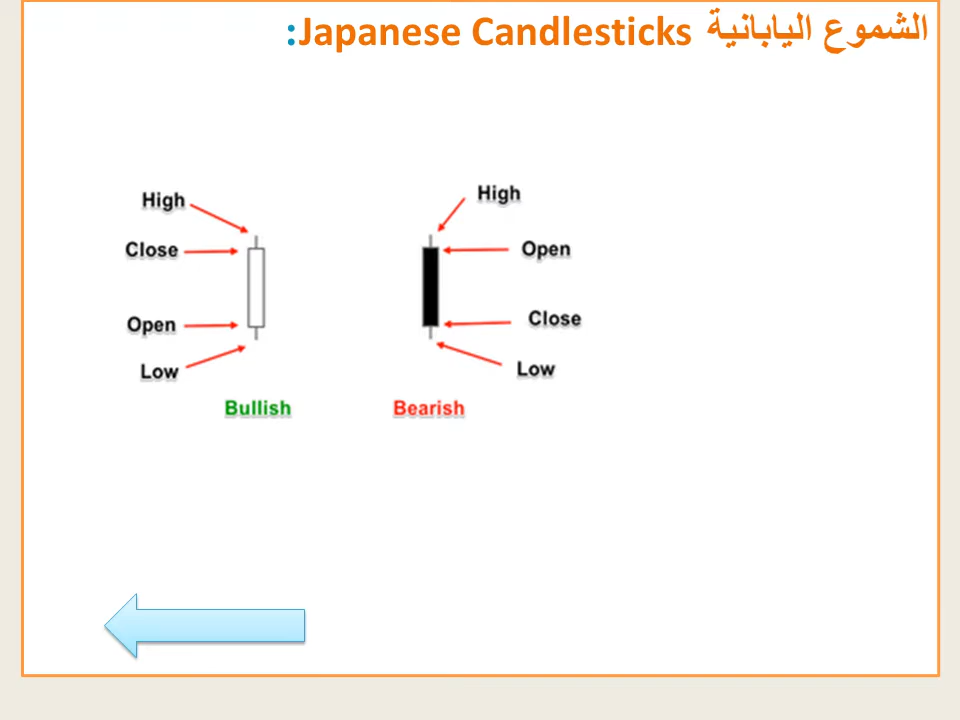 الشموع اليابانية Japanese Candlesticks:
High
Close
Open
Low
Bullish
High
Open
Close
Low
Bearish